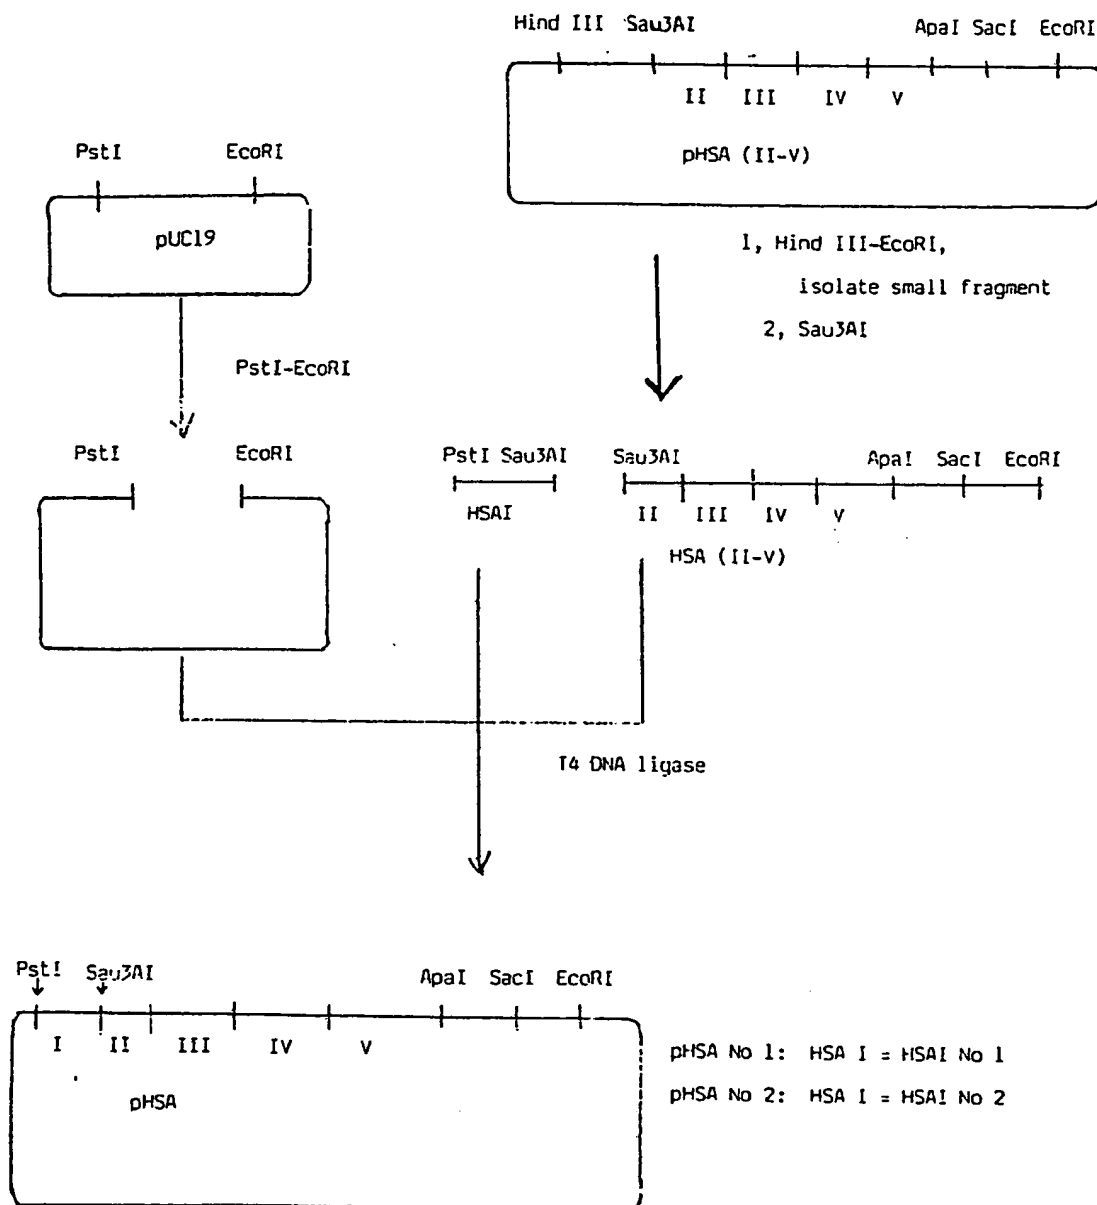 Hind III Sau3AI ApaI SacI EcoRI
II III IV V
pHSA (II-V)
PstI EcoRI
pUC19
1, Hind III-EcoRI,
isolate small fragment
2, Sau3AI
PstI-EcoRI
PstI EcoRI
PstI Sau3AI
HSAI
Sau3AI ApaI SacI EcoRI
II III IV V
HSA (II-V)
T4 DNA ligase
PstI Sau3AI ApaI SacI EcoRI
I II III IV V
pHSA
pHSA No 1: HSA I = HSAI No 1
pHSA No 2: HSA I = HSAI No 2